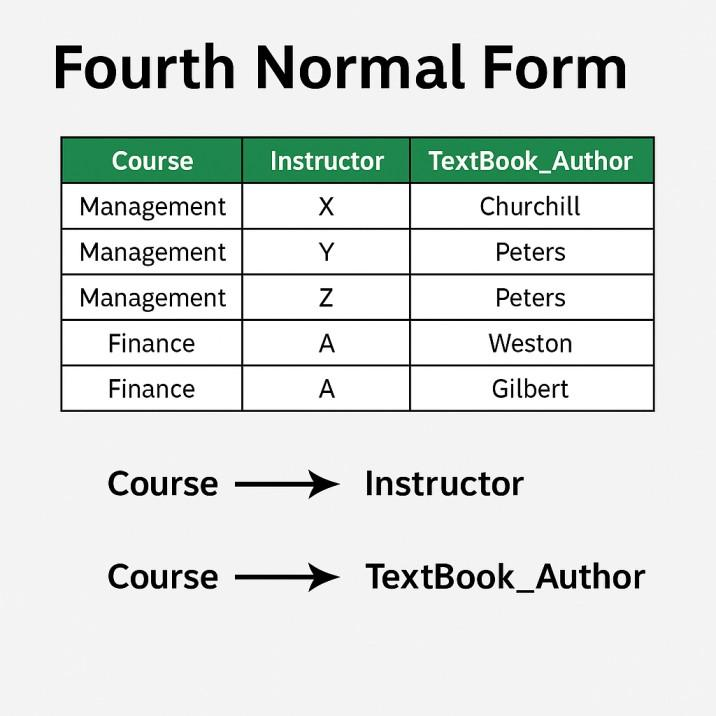 Fourth Normal Form
Course Instructor TextBook_Author
Management X Churchill
Management Y Peters
Management Z Peters
Finance A Weston
Finance A Gilbert
Course Instructor
Course TextBook_Author